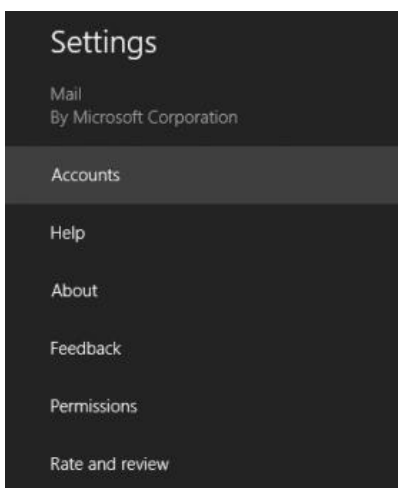 Settings
Mail
By Microsoft Corporation
Accounts
Help
About
Feedback
Permissions
Rate and review